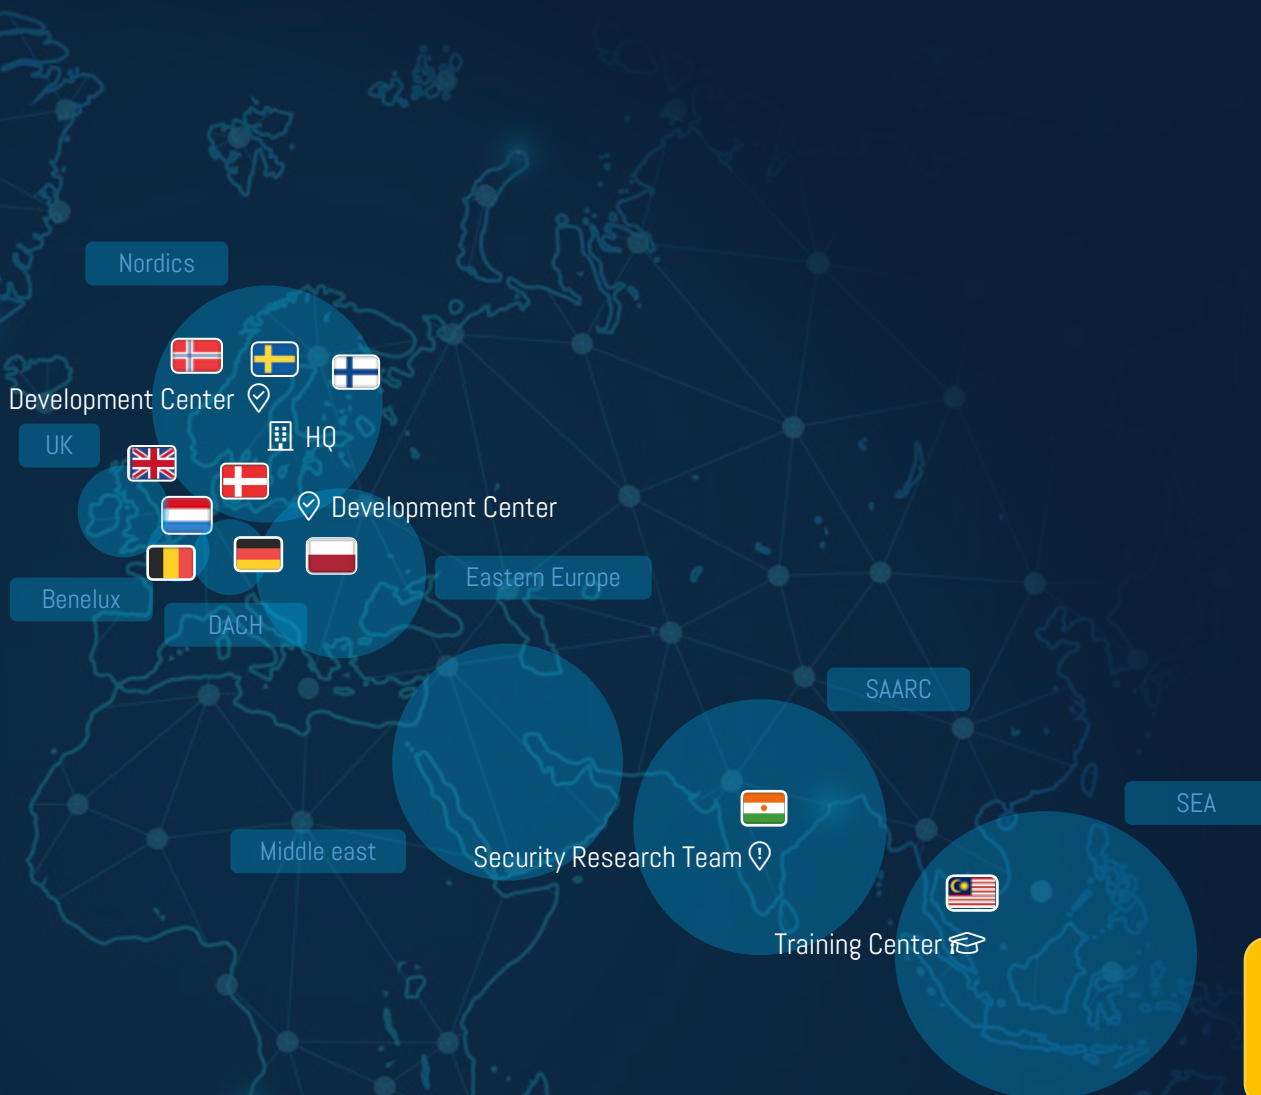 Nordics
Development Center
HQ
UK
Development Center
Eastern Europe
Benelux
DACH
SAARC
SEA
Middle east
Security Research Team
Training Center